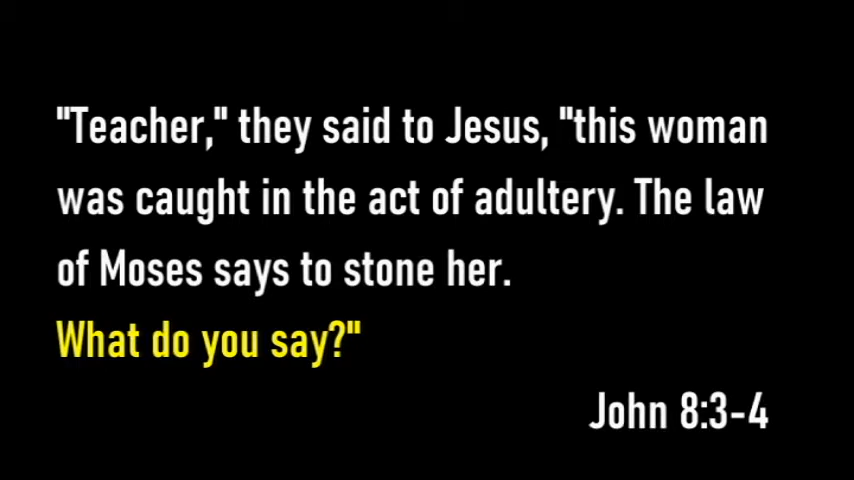 "Teacher," they said to Jesus, "this woman
was caught in the act of adultery. The law
of Moses says to stone her.
What do you say?"
John 8:3-4